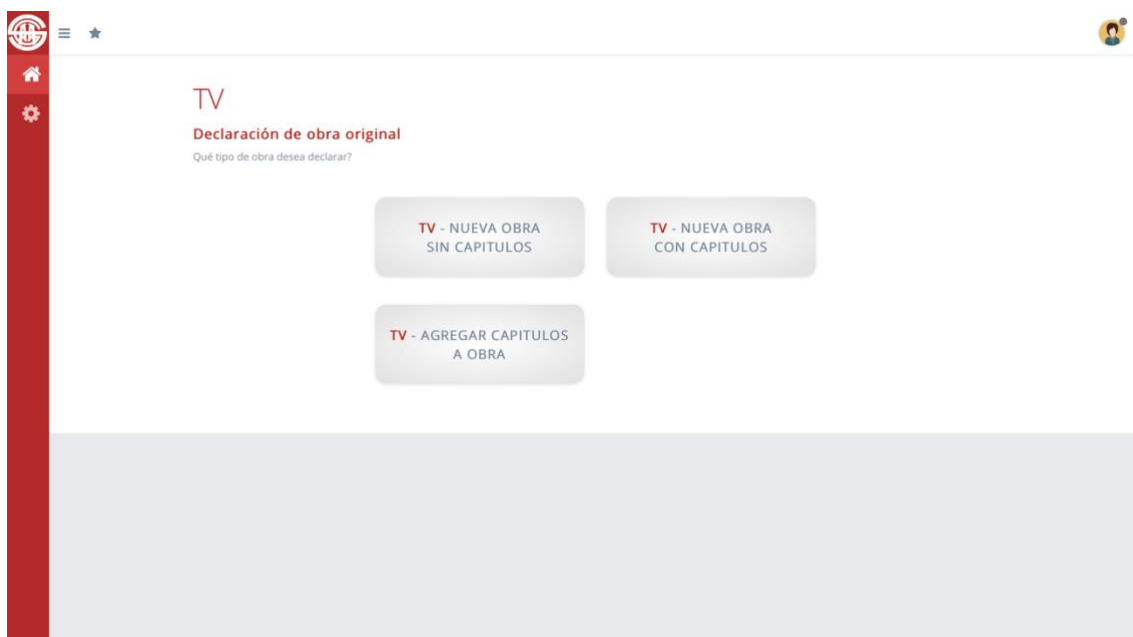 TV
Declaración de obra original
Qué tipo de obra desea declarar?
TV - NUEVA OBRA
SIN CAPITULOS
TV - NUEVA OBRA
CON CAPITULOS
TV - AGREGAR CAPITULOS
A OBRA